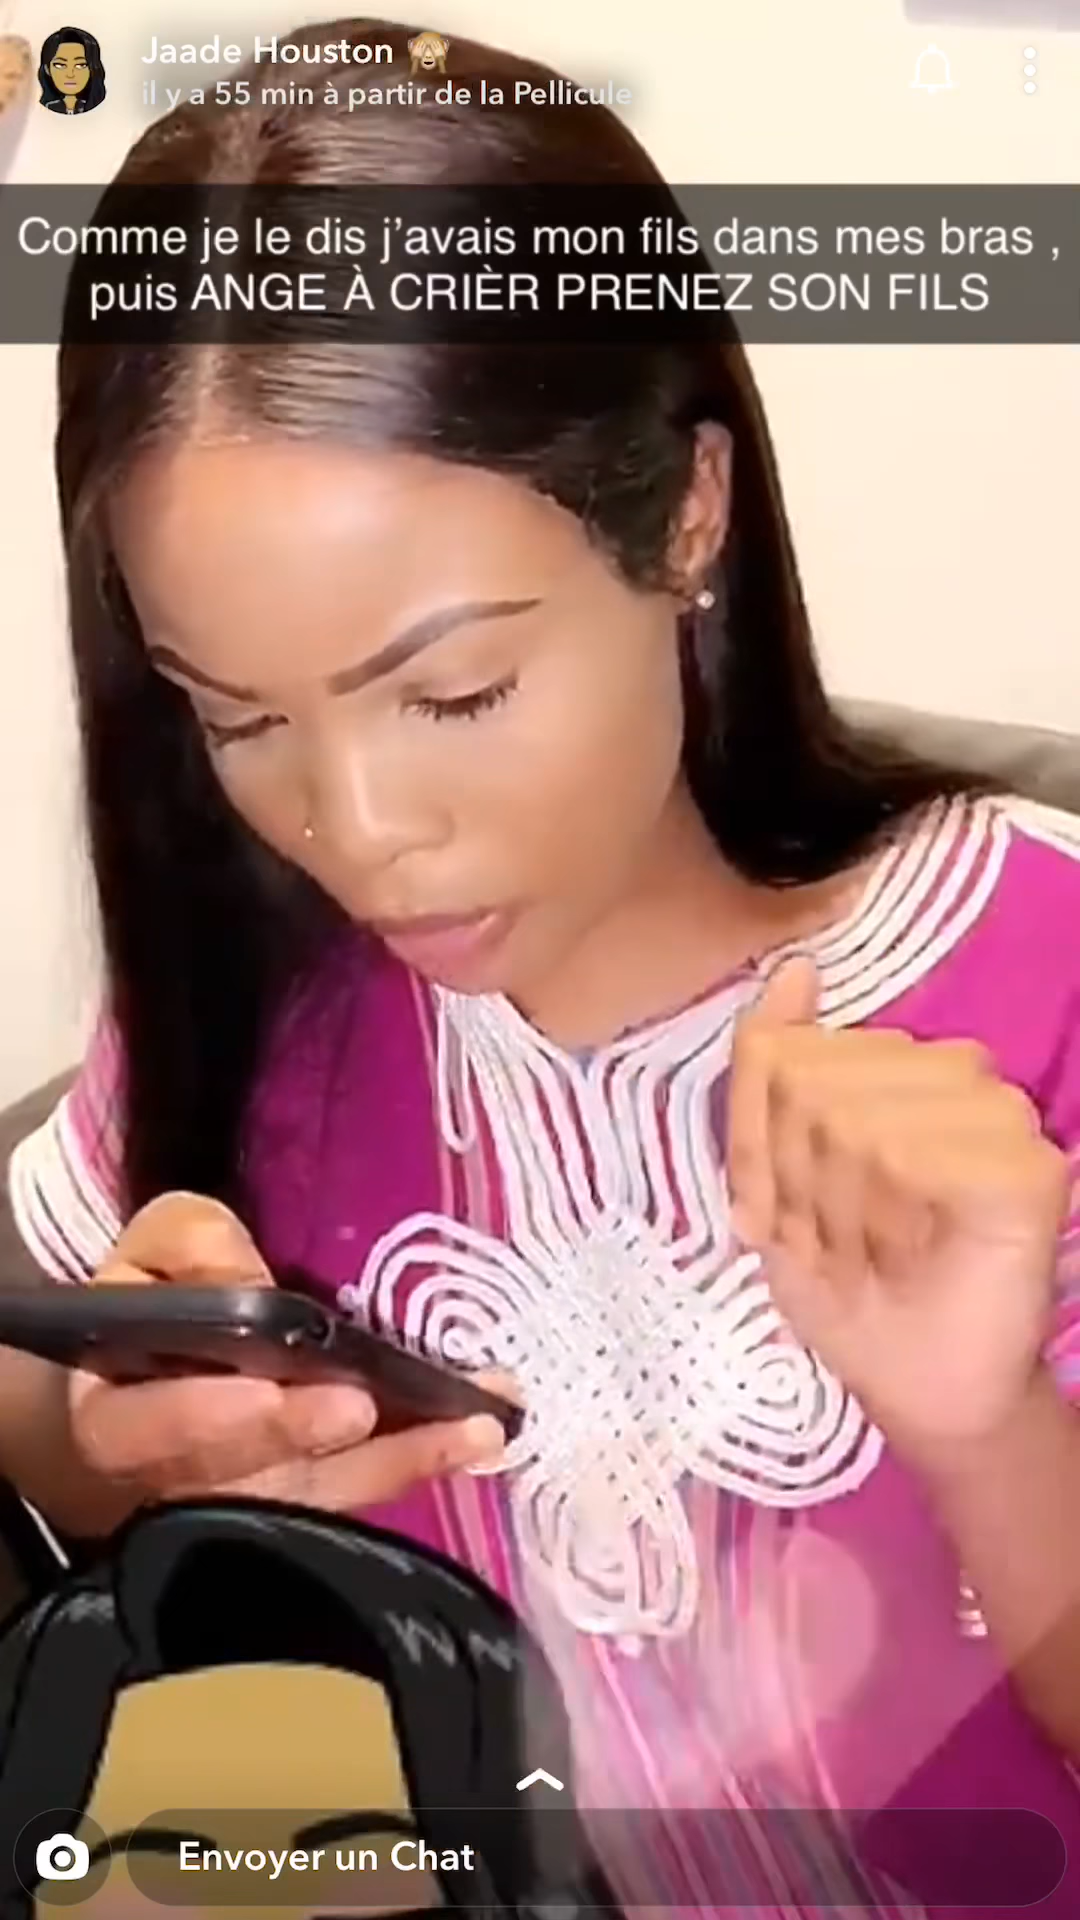 Jaade Houston 🙈
il y a 55 min à partir de la Pellicule
Comme je le dis j’avais mon fils dans mes bras ,
puis ANGE À CRIÈR PRENEZ SON FILS
Envoyer un Chat